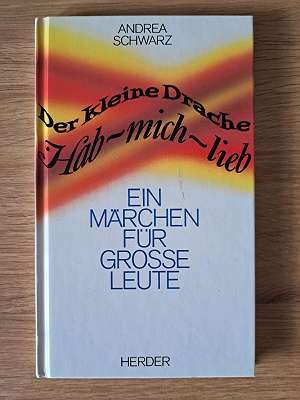 ANDREA
SCHWARZ
Der kleine Drache
Hab~mich~lieb
EIN
MÄRCHEN
FÜR
GROSSE
LEUTE
HERDER